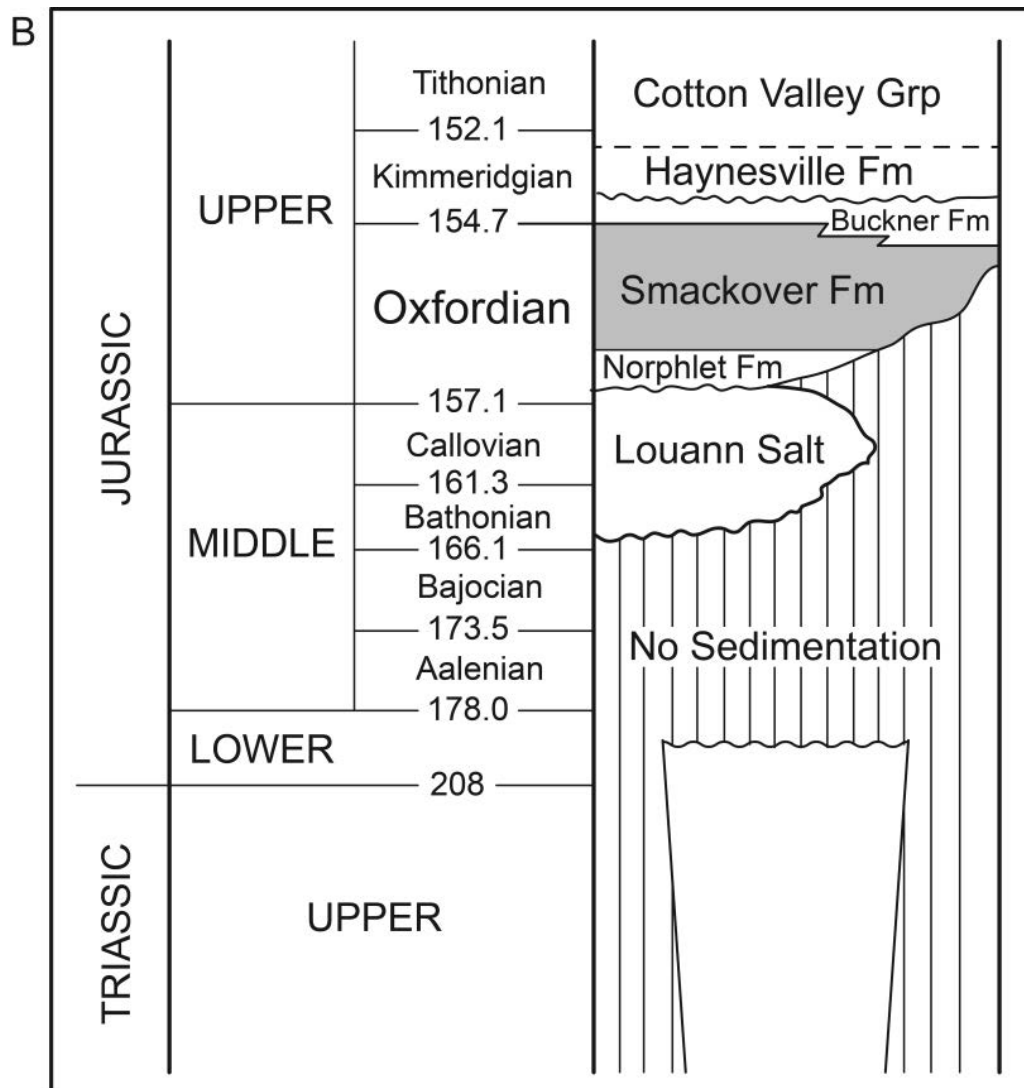 B
Tithonian
152.1
Kimmeridgian
154.7
Oxfordian
157.1
Callovian
161.3
Bathonian
166.1
Bajocian
173.5
Aalenian
178.0
208
UPPER
MIDDLE
LOWER
UPPER
JURASSIC
TRIASSIC
Cotton Valley Grp
Haynesville Fm
Buckner Fm
Smackover Fm
Norphlet Fm
Louann Salt
No Sedimentation